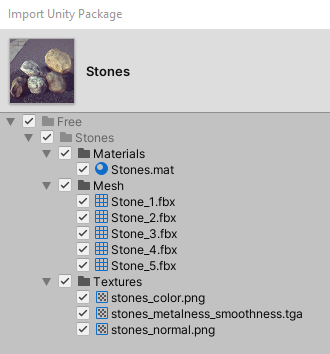 Import Unity Package
Stones
Free
Stones
Materials
Stones.mat
Mesh
Stone_1.fbx
Stone_2.fbx
Stone_3.fbx
Stone_4.fbx
Stone_5.fbx
Textures
stones_color.png
stones_metalness_smoothness.tga
stones_normal.png